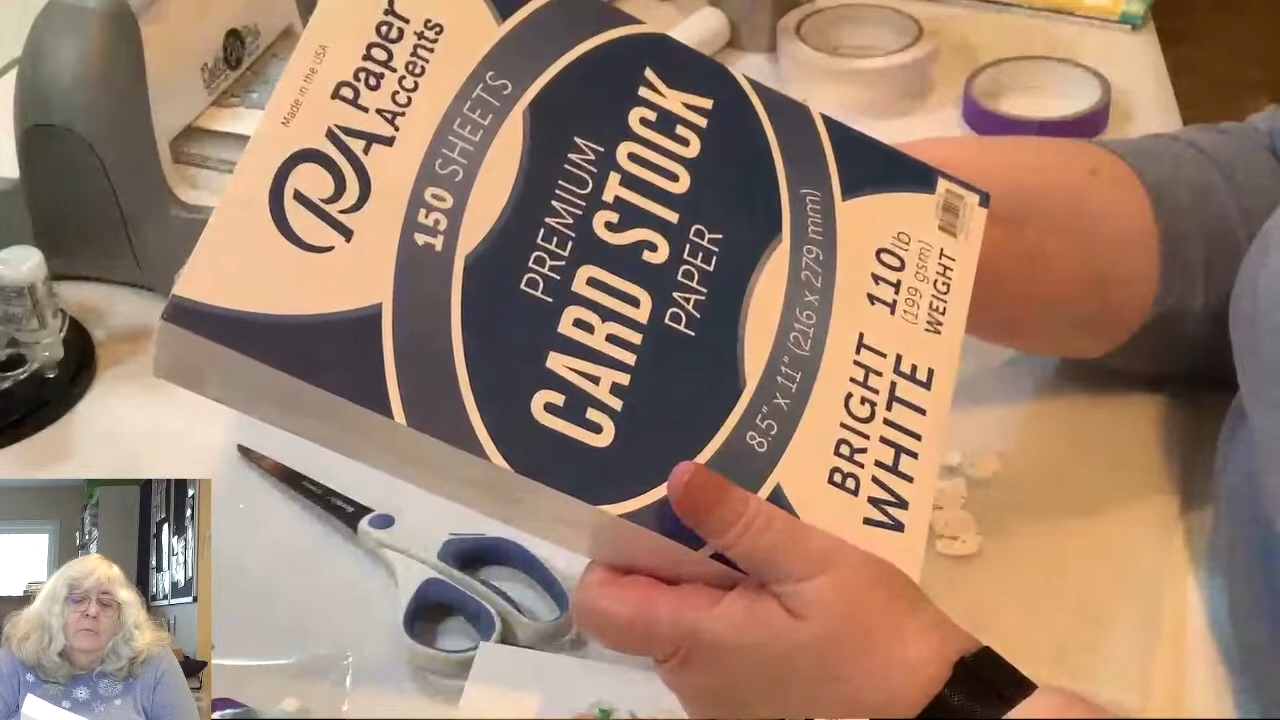 Made in the USA
PA Paper
Accents
150 SHEETS
PREMIUM
CARD STOCK
PAPER
8.5" x 11" (216 x 279 mm)
BRIGHT
WHITE
110lb
(199 gsm)
WEIGHT